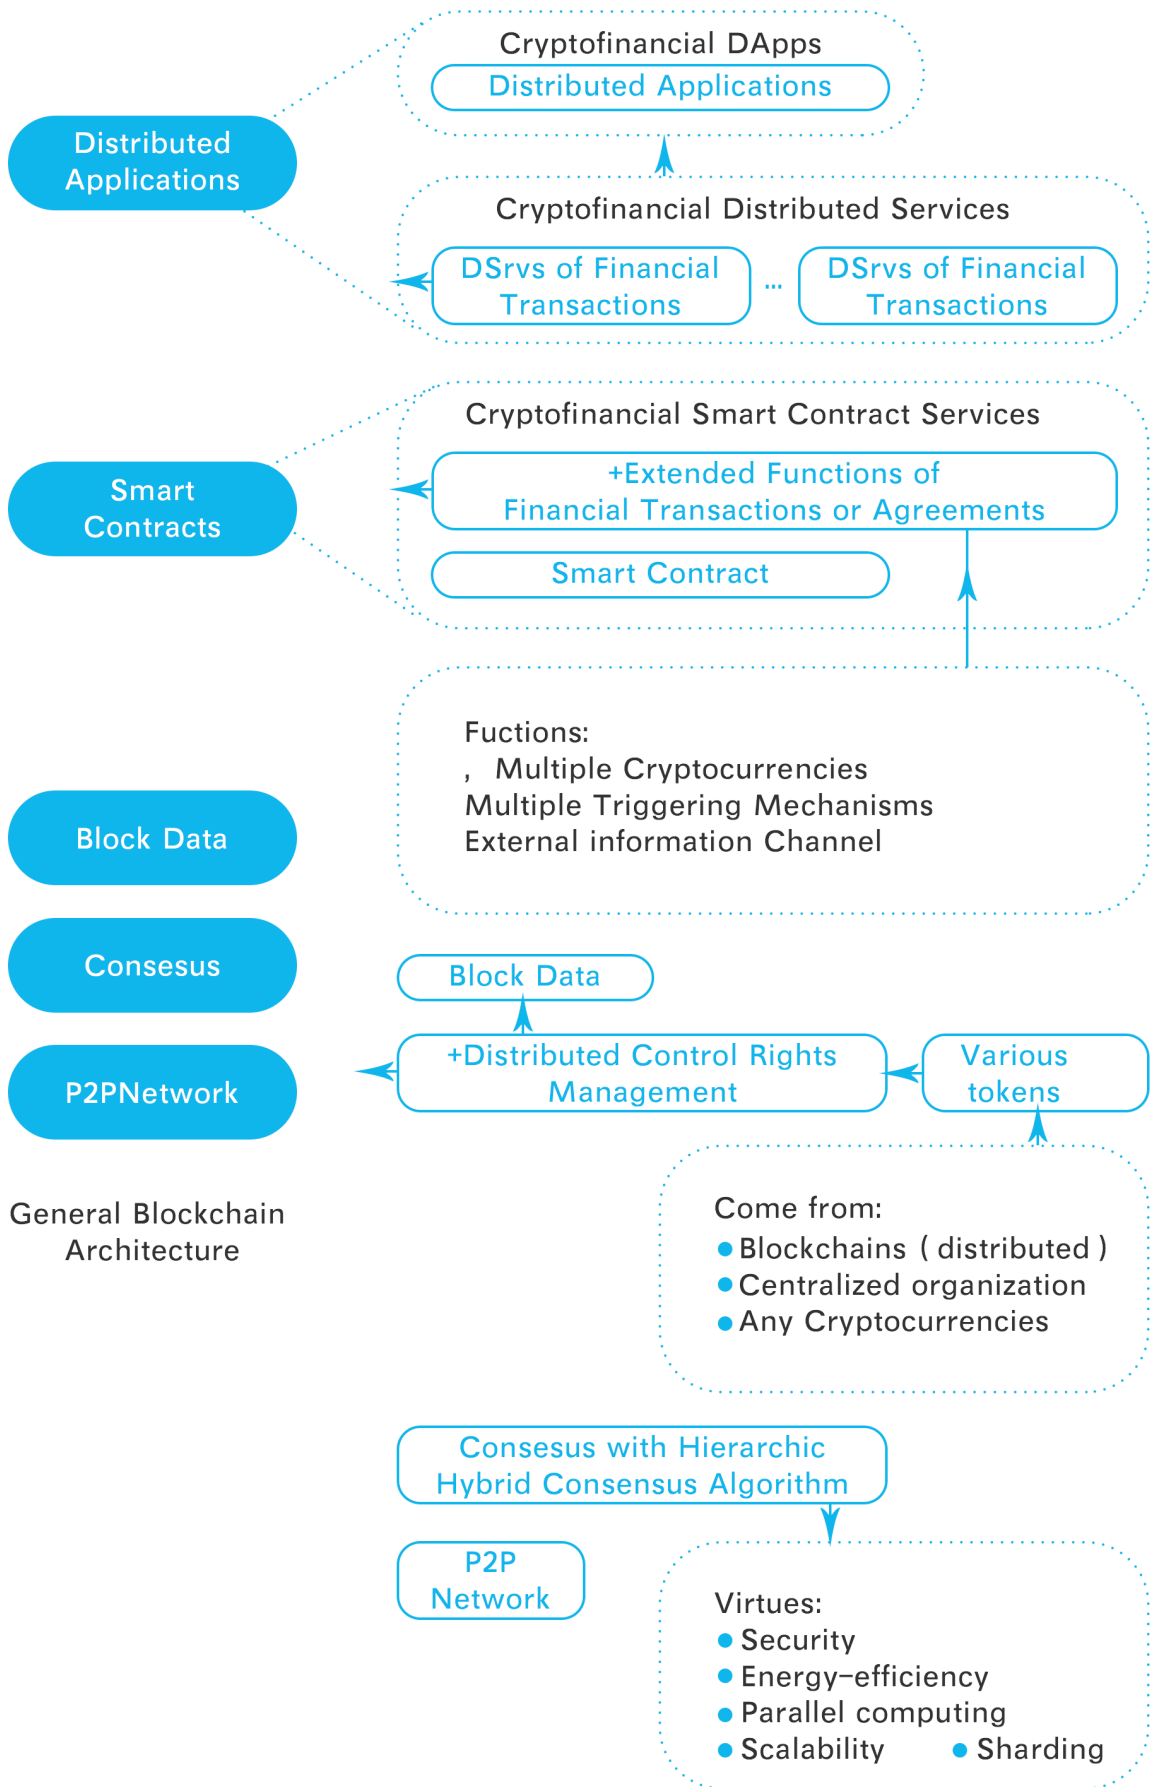 Cryptofinancial DApps
Distributed Applications
Distributed
Applications
Cryptofinancial Distributed Services
DSrvs of Financial
Transactions
...
DSrvs of Financial
Transactions
Cryptofinancial Smart Contract Services
+Extended Functions of
Financial Transactions or Agreements
Smart
Contracts
Smart Contract
Fuctions:
, Multiple Cryptocurrencies
Multiple Triggering Mechanisms
External information Channel
Block Data
Consesus
Block Data
P2PNetwork
+Distributed Control Rights
Management
Various
tokens
General Blockchain
Architecture
Come from:
● Blockchains ( distributed )
● Centralized organization
● Any Cryptocurrencies
Consesus with Hierarchic
Hybrid Consensus Algorithm
P2P
Network
Virtues:
● Security
● Energy-efficiency
● Parallel computing
● Scalability ● Sharding